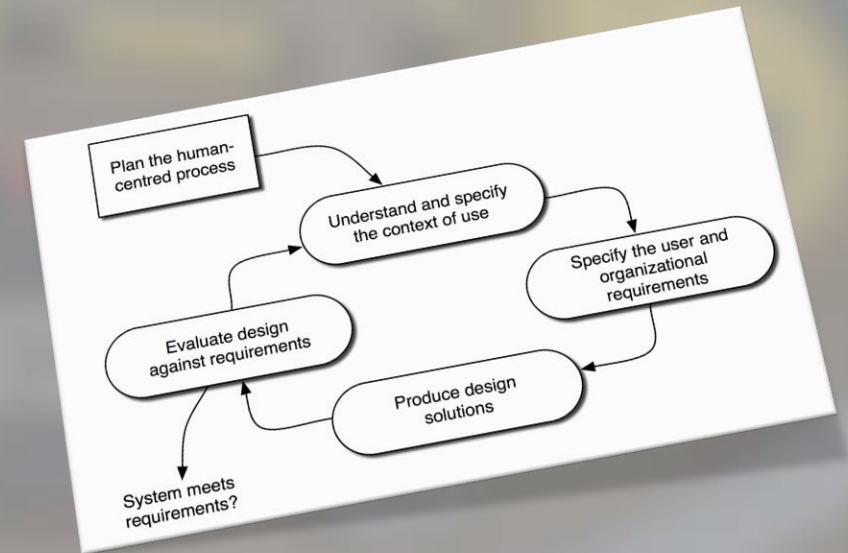 Plan the human-
centred process
Understand and specify
the context of use
Specify the user and
organizational
requirements
Produce design
solutions
Evaluate design
against requirements
System meets
requirements?